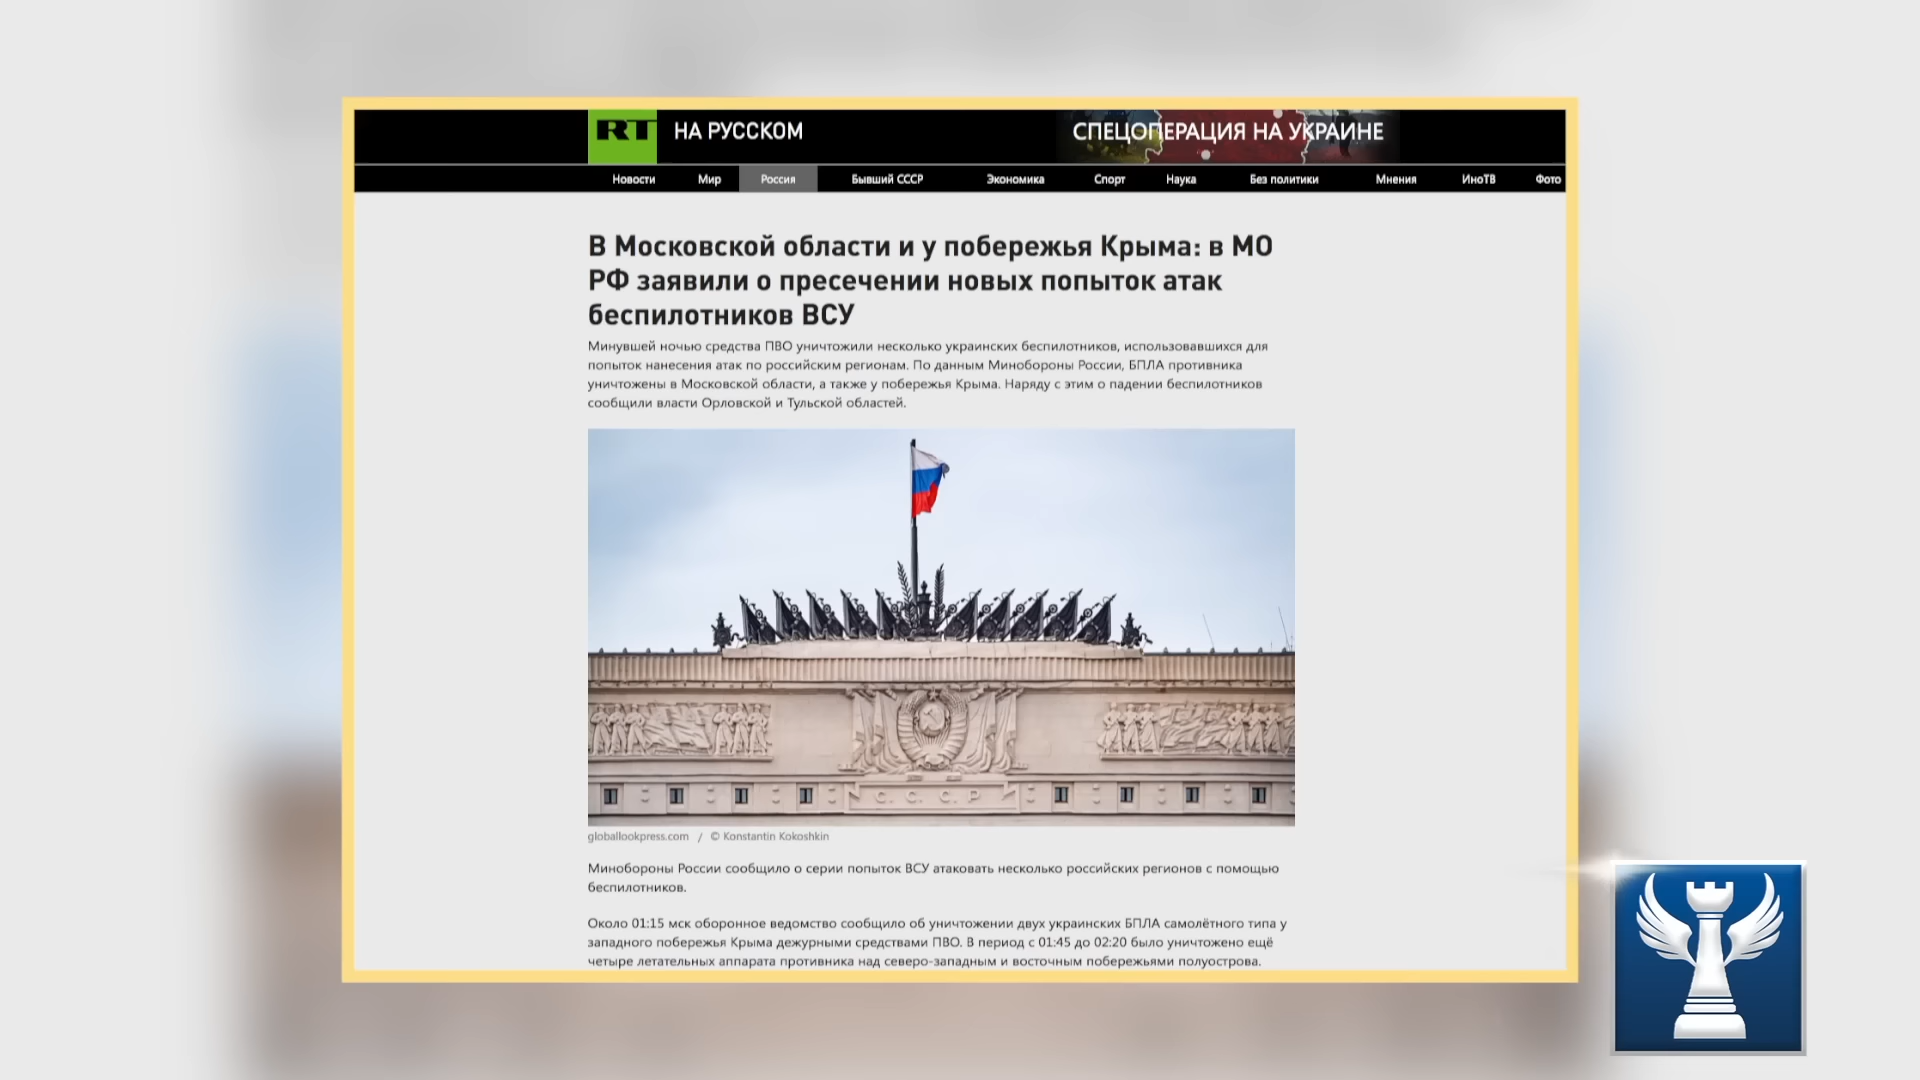 RT НА РУССКОМ
СПЕЦОПЕРАЦИЯ НА УКРАИНЕ
Новости Мир Россия Бывший СССР Экономика Спорт Наука Без политики Мнения ИноТВ Фото
В Московской области и у побережья Крыма: в МО
РФ заявили о пресечении новых попыток атак
беспилотников ВСУ
Минувшей ночью средства ПВО уничтожили несколько украинских беспилотников, использовавшихся для
попыток нанесения атак по российским регионам. По данным Минобороны России, БПЛА противника
уничтожены в Московской области, а также у побережья Крыма. Наряду с этим о падении беспилотников
сообщили власти Орловской и Тульской областей.
С. С. С. Р
globallookpress.com / © Konstantin Kokoshkin
Минобороны России сообщило о серии попыток ВСУ атаковать несколько российских регионов с помощью
беспилотников.
Около 01:15 мск оборонное ведомство сообщило об уничтожении двух украинских БПЛА самолётного типа у
западного побережья Крыма дежурными средствами ПВО. В период с 01:45 до 02:20 было уничтожено ещё
четыре летательных аппарата противника над северо-западным и восточным побережьями полуострова.